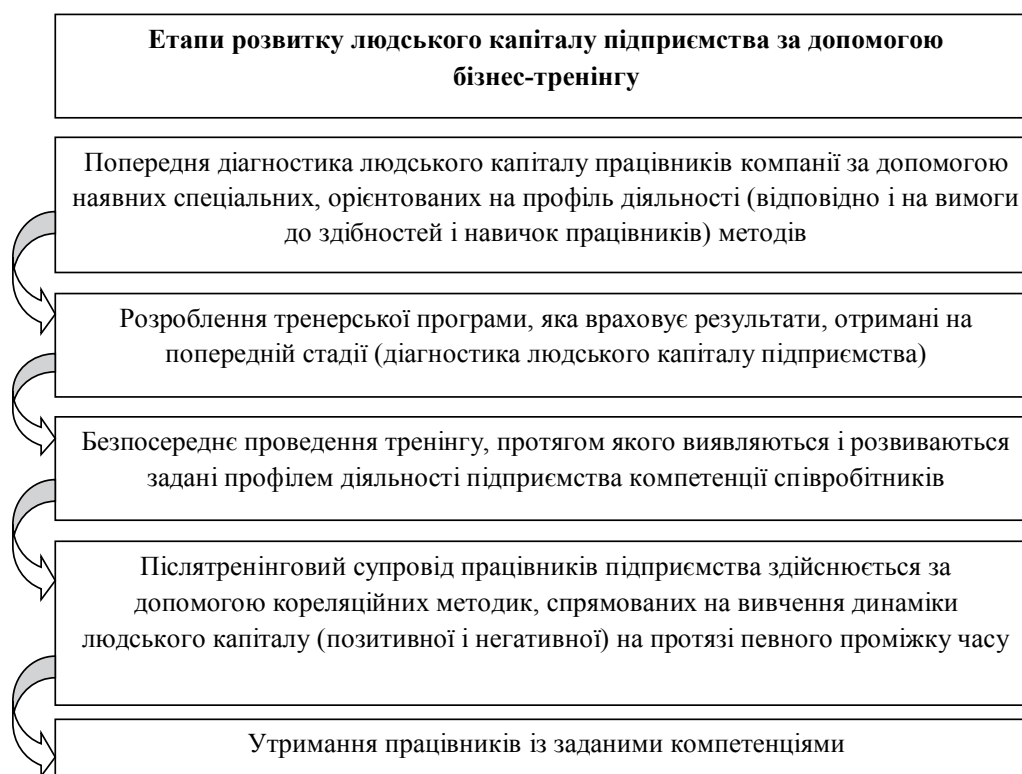 Етапи розвитку людського капіталу підприємства за допомогою
бізнес-тренінгу
Попередня діагностика людського капіталу працівників компанії за допомогою
наявних спеціальних, орієнтованих на профіль діяльності (відповідно і на вимоги
до здібностей і навичок працівників) методів
Розроблення тренерської програми, яка враховує результати, отримані на
попередній стадії (діагностика людського капіталу підприємства)
Безпосереднє проведення тренінгу, протягом якого виявляються і розвиваються
задані профілем діяльності підприємства компетенції співробітників
Післятренінговий супровід працівників підприємства здійснюється за
допомогою кореляційних методик, спрямованих на вивчення динаміки
людського капіталу (позитивної і негативної) на протязі певного проміжку часу
Утримання працівників із заданими компетенціями